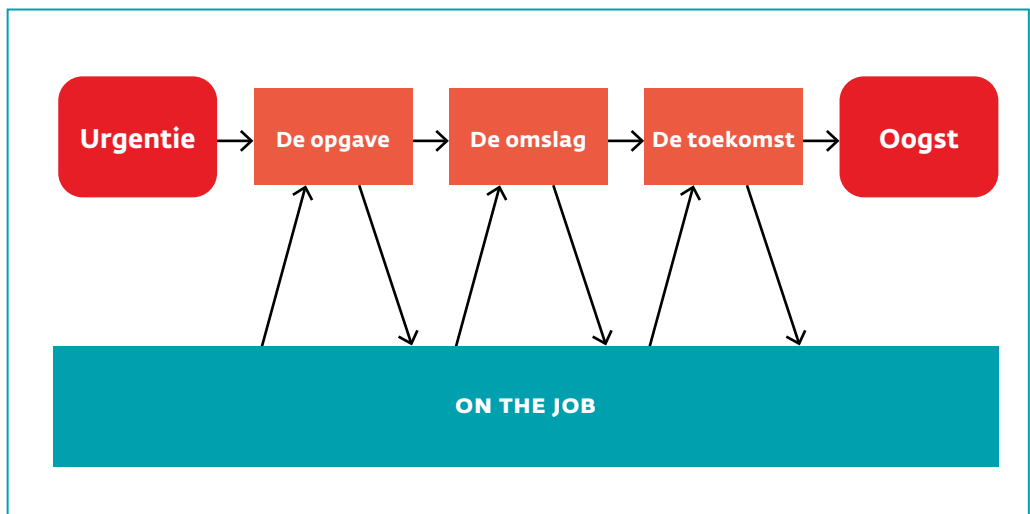 Urgentie
De opgave
De omslag
De toekomst
Oogst
ON THE JOB